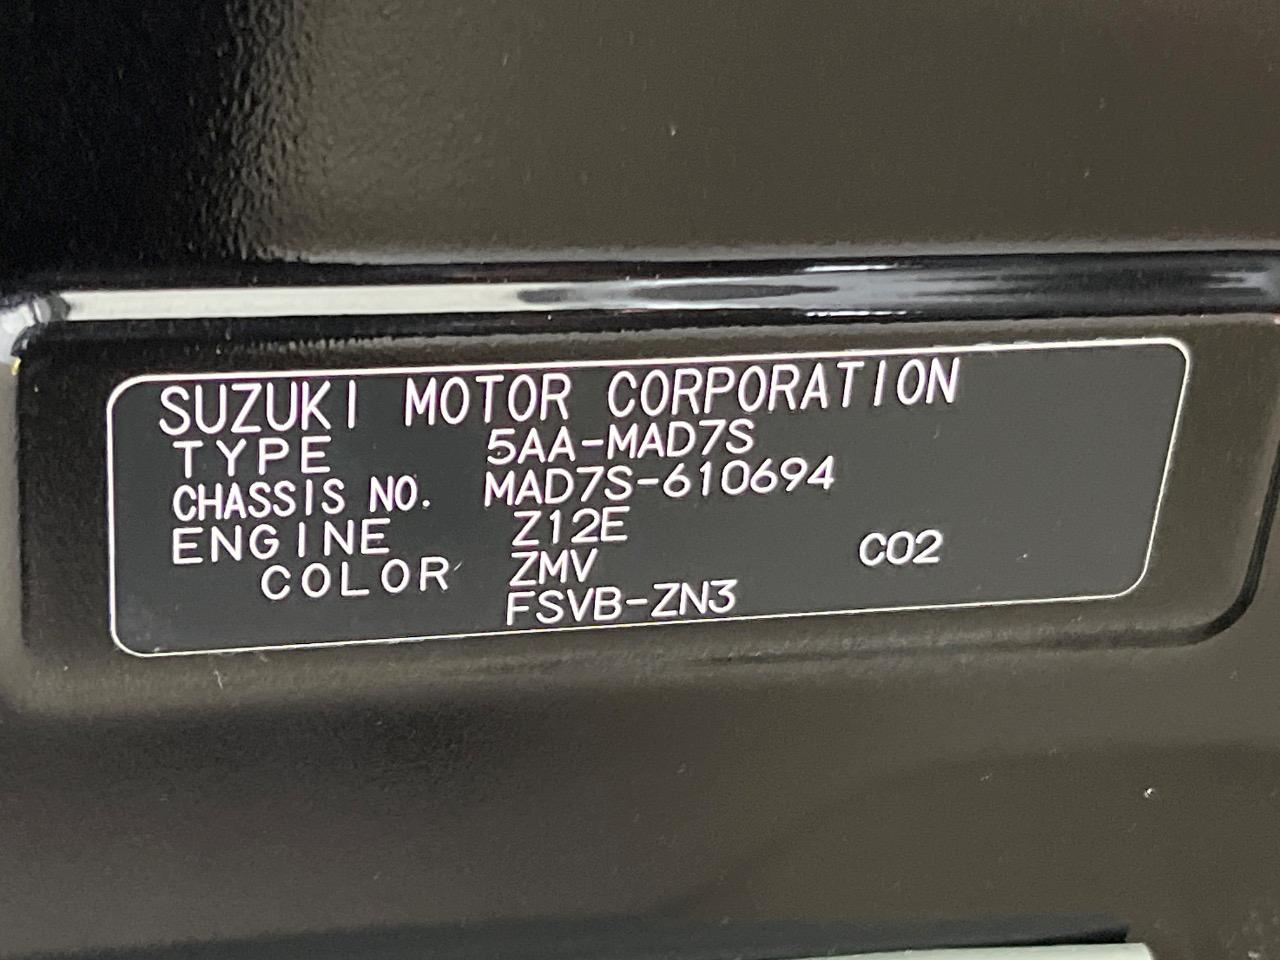 SUZUKI MOTOR CORPORATION
TYPE 5AA-MAD7S
CHASSIS NO. MAD7S-610694
ENGINE Z12E
COLOR ZMV C02
FSVB-ZN3